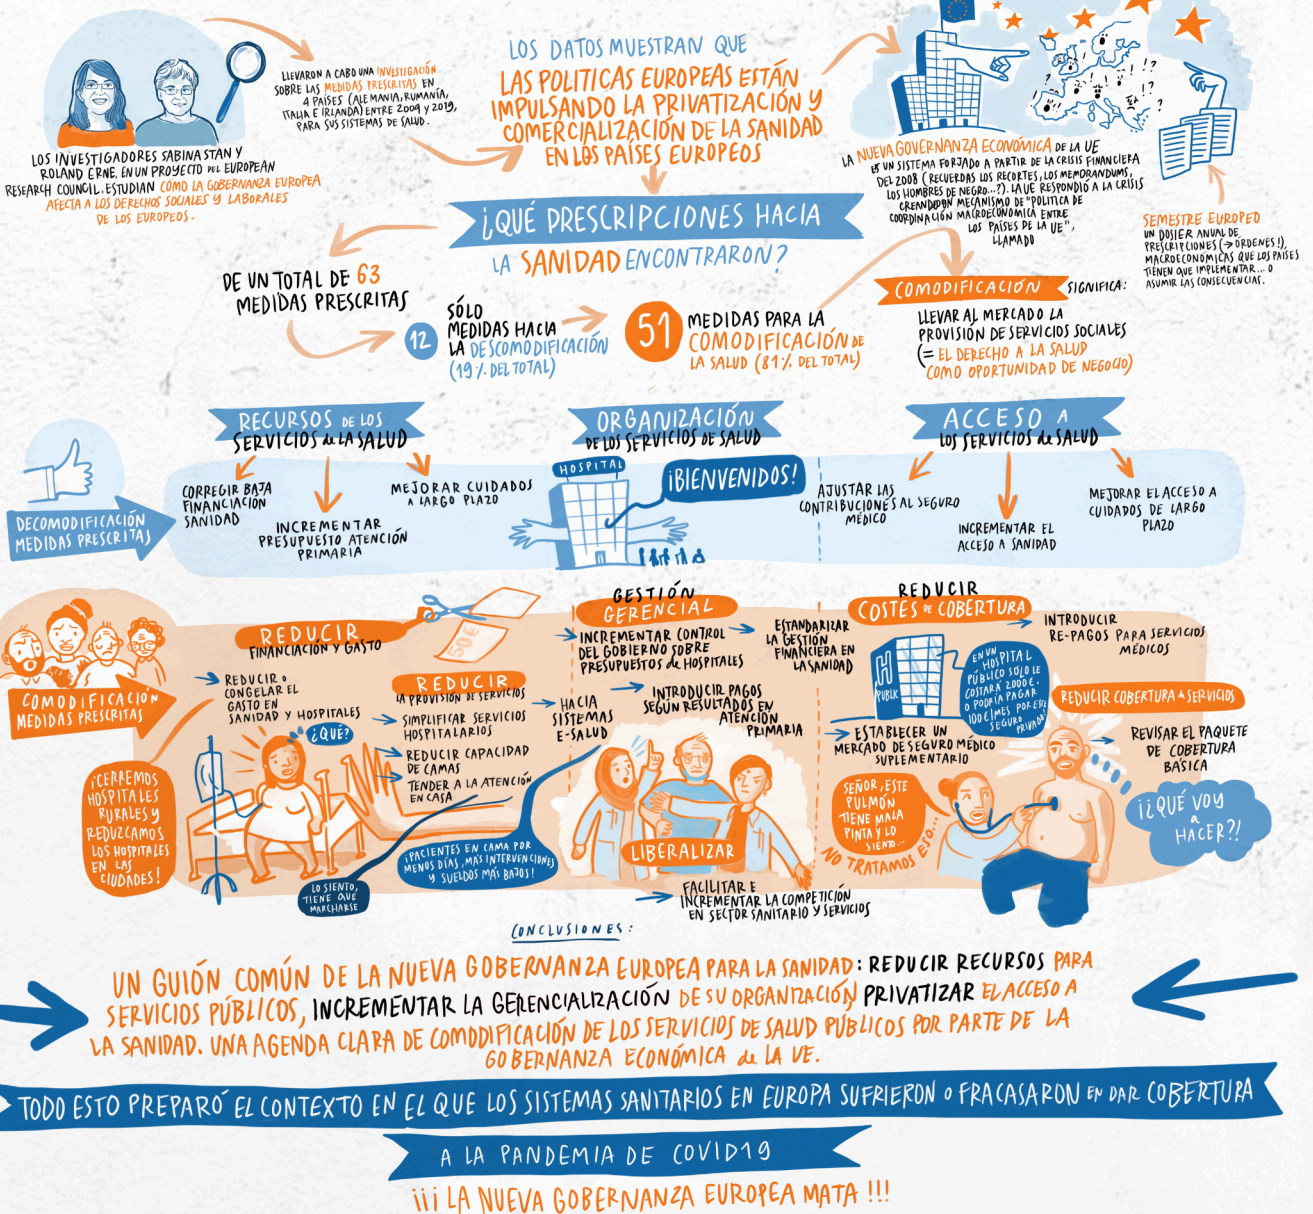 LOS INVESTIGADORES SABINA STAN Y
ROLAND ERNE, EN UN PROYECTO DEL EUROPEAN
RESEARCH COUNCIL. ESTUDIAN CÓMO LA GOBERNANZA EUROPEA
AFECTA A LOS DERECHOS SOCIALES Y LABORALES
DE LOS EUROPEOS.
LLEVARON A CABO UNA INVESTIGACIÓN
SOBRE LAS MEDIDAS PRESCRITAS EN
4 PAÍSES (ALEMANIA, RUMANÍA,
ITALIA E IRLANDA) ENTRE 2009 Y 2019,
PARA SUS SISTEMAS DE SALUD.
LOS DATOS MUESTRAN QUE
LAS POLITICAS EUROPEAS ESTÁN
IMPULSANDO LA PRIVATIZACIÓN Y
COMERCIALIZACIÓN DE LA SANIDAD
EN LOS PAÍSES EUROPEOS
LA NUEVA GOVERNANZA ECONÓMICA DE LA UE
ES UN SISTEMA FORJADO A PARTIR DE LA CRISIS FINANCIERA
DEL 2008 (RECUERDAS LOS RECORTES, LOS MEMORANDUMS,
LOS HOMBRES DE NEGRO...?). LA UE RESPONDIÓ A LA CRISIS
CREANDO UN MECANISMO DE "POLITICA DE
COORDINACIÓN MACROECONÓMICA ENTRE
LOS PAÍSES DE LA UE",
LLAMADO
SEMESTRE EUROPEO
UN DOSIER ANUAL DE
PRESCRIPCIONES (→ ORDENES!),
MACROECONÓMICAS QUE LOS PAÍSES
TIENEN QUE IMPLEMENTAR... O
ASUMIR LAS CONSECUENCIAS.
¿QUÉ PRESCRIPCIONES HACIA
LA SANIDAD ENCONTRARON?
DE UN TOTAL DE 63
MEDIDAS PRESCRITAS
12
SÓLO
MEDIDAS HACIA
LA DESCOMODIFICACIÓN
(19% DEL TOTAL)
51
MEDIDAS PARA LA
COMODIFICACIÓN DE
LA SALUD (81% DEL TOTAL)
COMODIFICACIÓN SIGNIFICA:
LLEVAR AL MERCADO LA
PROVISIÓN DE SERVICIOS SOCIALES
(= EL DERECHO A LA SALUD
COMO OPORTUNIDAD DE NEGOCIO)
RECURSOS DE LOS
SERVICIOS de LA SALUD
ORGANIZACIÓN
DE LOS SERVICIOS DE SALUD
ACCESO A
LOS SERVICIOS de SALUD
DECOMODIFICACIÓN
MEDIDAS PRESCRITAS
CORREGIR BAJA
FINANCIACIÓN
SANIDAD
INCREMENTAR
PRESUPUESTO ATENCIÓN
PRIMARIA
MEJORAR CUIDADOS
A LARGO PLAZO
HOSPITAL
¡BIENVENIDOS!
AJUSTAR LAS
CONTRIBUCIONES AL SEGURO
MÉDICO
INCREMENTAR EL
ACCESO A SANIDAD
MEJORAR EL ACCESO A
CUIDADOS DE LARGO
PLAZO
COMODIFICACIÓN
MEDIDAS PRESCRITAS
REDUCIR
FINANCIACIÓN Y GASTO
50€
REDUCIR o
CONGELAR EL
GASTO EN
SANIDAD Y HOSPITALES
¿QUÉ?
¡CERREMOS
HOSPITALES
RURALES Y
REDUZCAMOS
LOS HOSPITALES
EN LAS
CIUDADES!
REDUCIR
LA PROVISIÓN DE SERVICIOS
SIMPLIFICAR SERVICIOS
HOSPITALARIOS
REDUCIR CAPACIDAD
DE CAMAS
TENDER A LA ATENCIÓN
EN CASA
HACIA
SISTEMAS
E-SALUD
LO SIENTO,
TIENE QUE
MARCHARSE
¡PACIENTES EN CAMA POR
MENOS DÍAS, MAS INTERVENCIONES
Y SUELDOS MÁS BAJOS!
GESTIÓN
GERENCIAL
INCREMENTAR CONTROL
DEL GOBIERNO SOBRE
PRESUPUESTOS de HOSPITALES
ESTANDARIZAR
LA GESTIÓN
FINANCIERA EN
LA SANIDAD
INTRODUCIR PAGOS
SEGÚN RESULTADOS EN
ATENCIÓN
PRIMARIA
LIBERALIZAR
FACILITAR E
INCREMENTAR LA COMPETICIÓN
EN SECTOR SANITARIO Y SERVICIOS
REDUCIR
COSTES DE COBERTURA
INTRODUCIR
RE-PAGOS PARA SERVICIOS
MÉDICOS
H
PUBLIC
EN UN
HOSPITAL
PÚBLICO SOLO LE
COSTARÁ 2000€.
O PODRÍA PAGAR
100€/MES POR ESTE
SEGURO PRIVADO
ESTABLECER UN
MERCADO DE SEGURO MÉDICO
SUPLEMENTARIO
REDUCIR COBERTURA de SERVICIOS
REVISAR EL PAQUETE
DE COBERTURA
BÁSICA
SEÑOR, ESTE
PULMÓN
TIENE MALA
PINTA Y LO
SIENTO...
NO TRATAMOS ESO...
¡¿QUÉ VOY
a
HACER?!
CONCLUSIONES:
UN GUIÓN COMÚN DE LA NUEVA GOBERNANZA EUROPEA PARA LA SANIDAD: REDUCIR RECURSOS PARA
SERVICIOS PÚBLICOS, INCREMENTAR LA GERENCIALIZACIÓN DE SU ORGANIZACIÓN, PRIVATIZAR EL ACCESO A
LA SANIDAD. UNA AGENDA CLARA DE COMODIFICACIÓN DE LOS SERVICIOS DE SALUD PÚBLICOS POR PARTE DE LA
GOBERNANZA ECONÓMICA de LA UE.
TODO ESTO PREPARÓ EL CONTEXTO EN EL QUE LOS SISTEMAS SANITARIOS EN EUROPA SUFRIERON o FRACASARON EN DAR COBERTURA
A LA PANDEMIA DE COVID19
¡¡¡ LA NUEVA GOBERNANZA EUROPEA MATA !!!